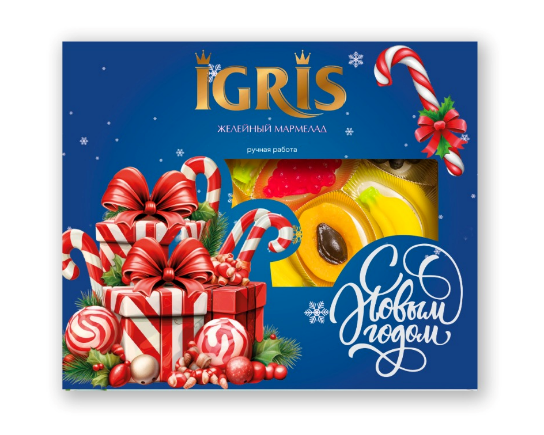 IGRIS
ЖЕЛЕЙНЫЙ МАРМЕЛАД
ручная работа
С
Новым
годом